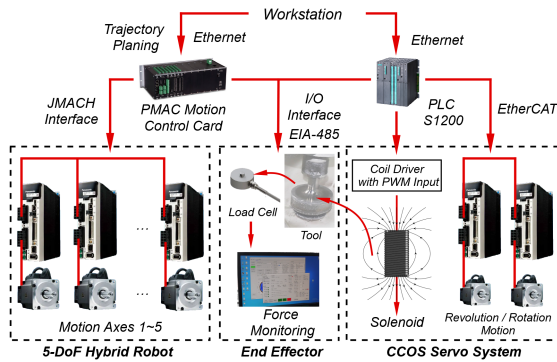 Workstation
Trajectory
Planing
Ethernet
Ethernet
JMACH
Interface
PMAC Motion
Control Card
I/O
Interface
EIA-485
PLC
S1200
EtherCAT
Coil Driver
with PWM Input
Load Cell
Tool
...
...
Force
Monitoring
Solenoid
Motion Axes 1~5
Revolution / Rotation
Motion
5-DoF Hybrid Robot
End Effector
CCOS Servo System